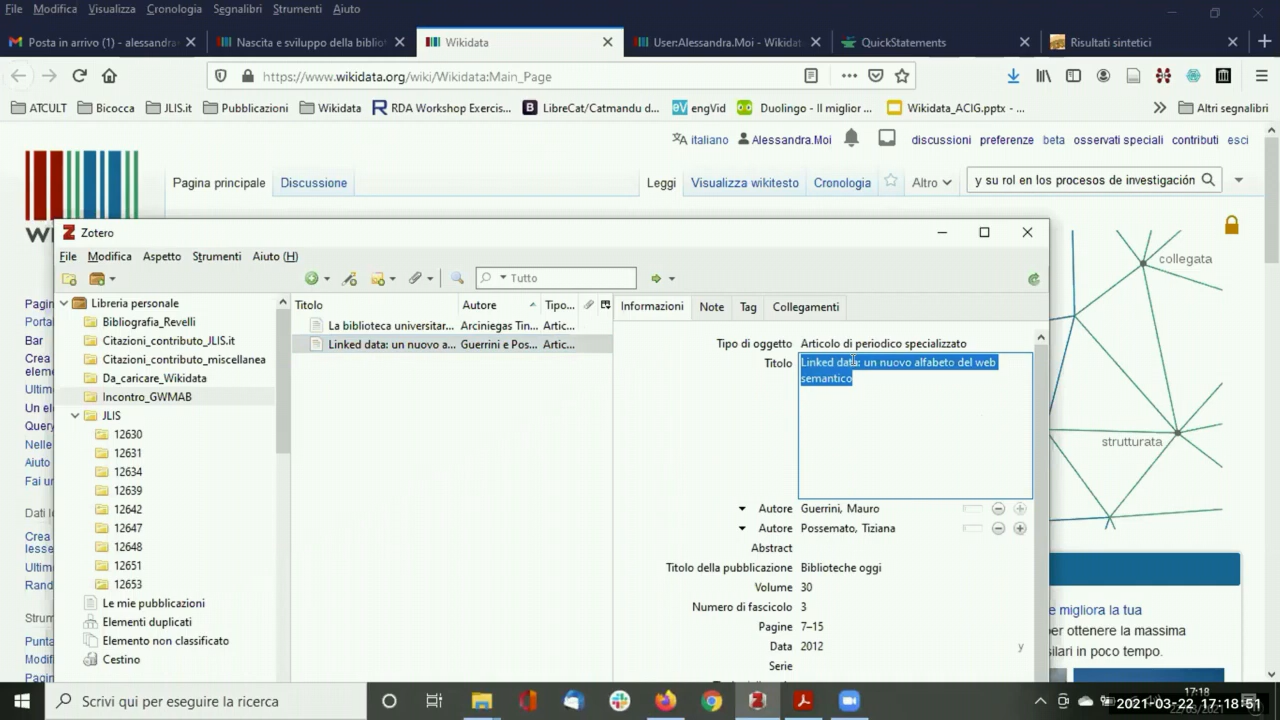 File Modifica Visualizza Cronologia Segnalibri Strumenti Aiuto
Posta in arrivo (1) - alessandra
Nascita e sviluppo della biblio
Wikidata
User:Alessandra.Moi - Wikidat
QuickStatements
Risultati sintetici
https://www.wikidata.org/wiki/Wikidata:Main_Page
ATCULT Bicocca JLIS.it Pubblicazioni Wikidata RDA Workshop Exercis... LibreCat/Catmandu d... engVid Duolingo - Il miglior ... Wikidata_ACIG.pptx - ... Altri segnalibri
italiano Alessandra.Moi discussioni preferenze beta osservati speciali contributi esci
Pagina principale Discussione Leggi Visualizza wikitesto Cronologia Altro y su rol en los procesos de investigación
Zotero
collegata
File Modifica Aspetto Strumenti Aiuto (H)
Tutto
Libreria personale
Bibliografia_Revelli
Citazioni_contributo_JLIS.it
Citazioni_contributo_miscellanea
Da_caricare_Wikidata
Incontro_GWMAB
JLIS
12630
12631
12634
12639
12642
12647
12648
12651
12653
Le mie pubblicazioni
Elementi duplicati
Elemento non classificato
Cestino
Titolo Autore Tipo...
La biblioteca universitar... Arciniegas Tin... Artic...
Linked data: un nuovo a... Guerrini e Pos... Artic...
Informazioni Note Tag Collegamenti
Tipo di oggetto Articolo di periodico specializzato
Titolo Linked data: un nuovo alfabeto del web
semantico
Autore Guerrini, Mauro
Autore Possemato, Tiziana
Abstract
Titolo della pubblicazione Biblioteche oggi
Volume 30
Numero di fascicolo 3
Pagine 7–15
Data 2012 y
Serie
strutturata
e migliora la tua
per ottenere la massima
silari in poco tempo.
Scrivi qui per eseguire la ricerca
17:18
2021-03-22 17:18:51